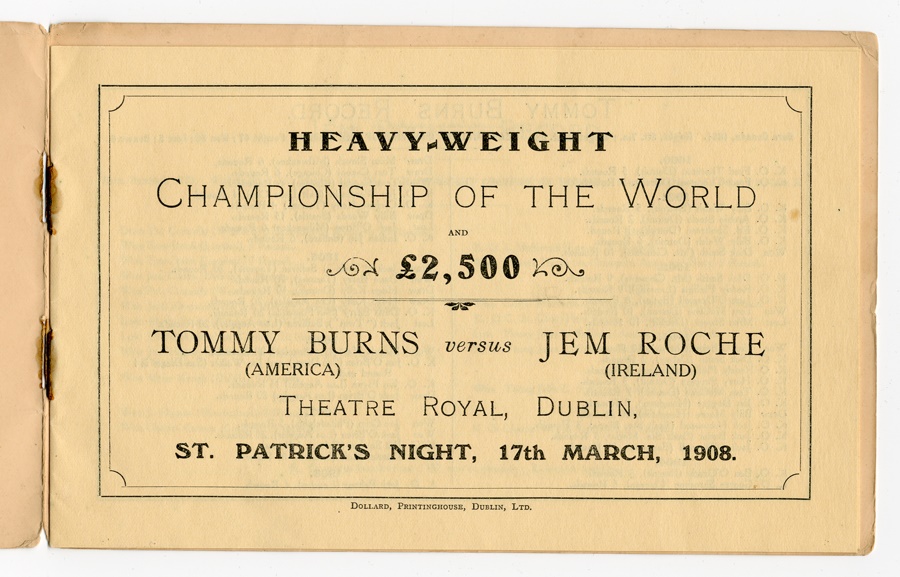 HEAVY-WEIGHT
CHAMPIONSHIP OF THE WORLD
AND
£2,500
TOMMY BURNS versus JEM ROCHE
(AMERICA) (IRELAND)
THEATRE ROYAL, DUBLIN,
ST. PATRICK'S NIGHT, 17th MARCH, 1908.
DOLLARD, PRINTINGHOUSE, DUBLIN, LTD.